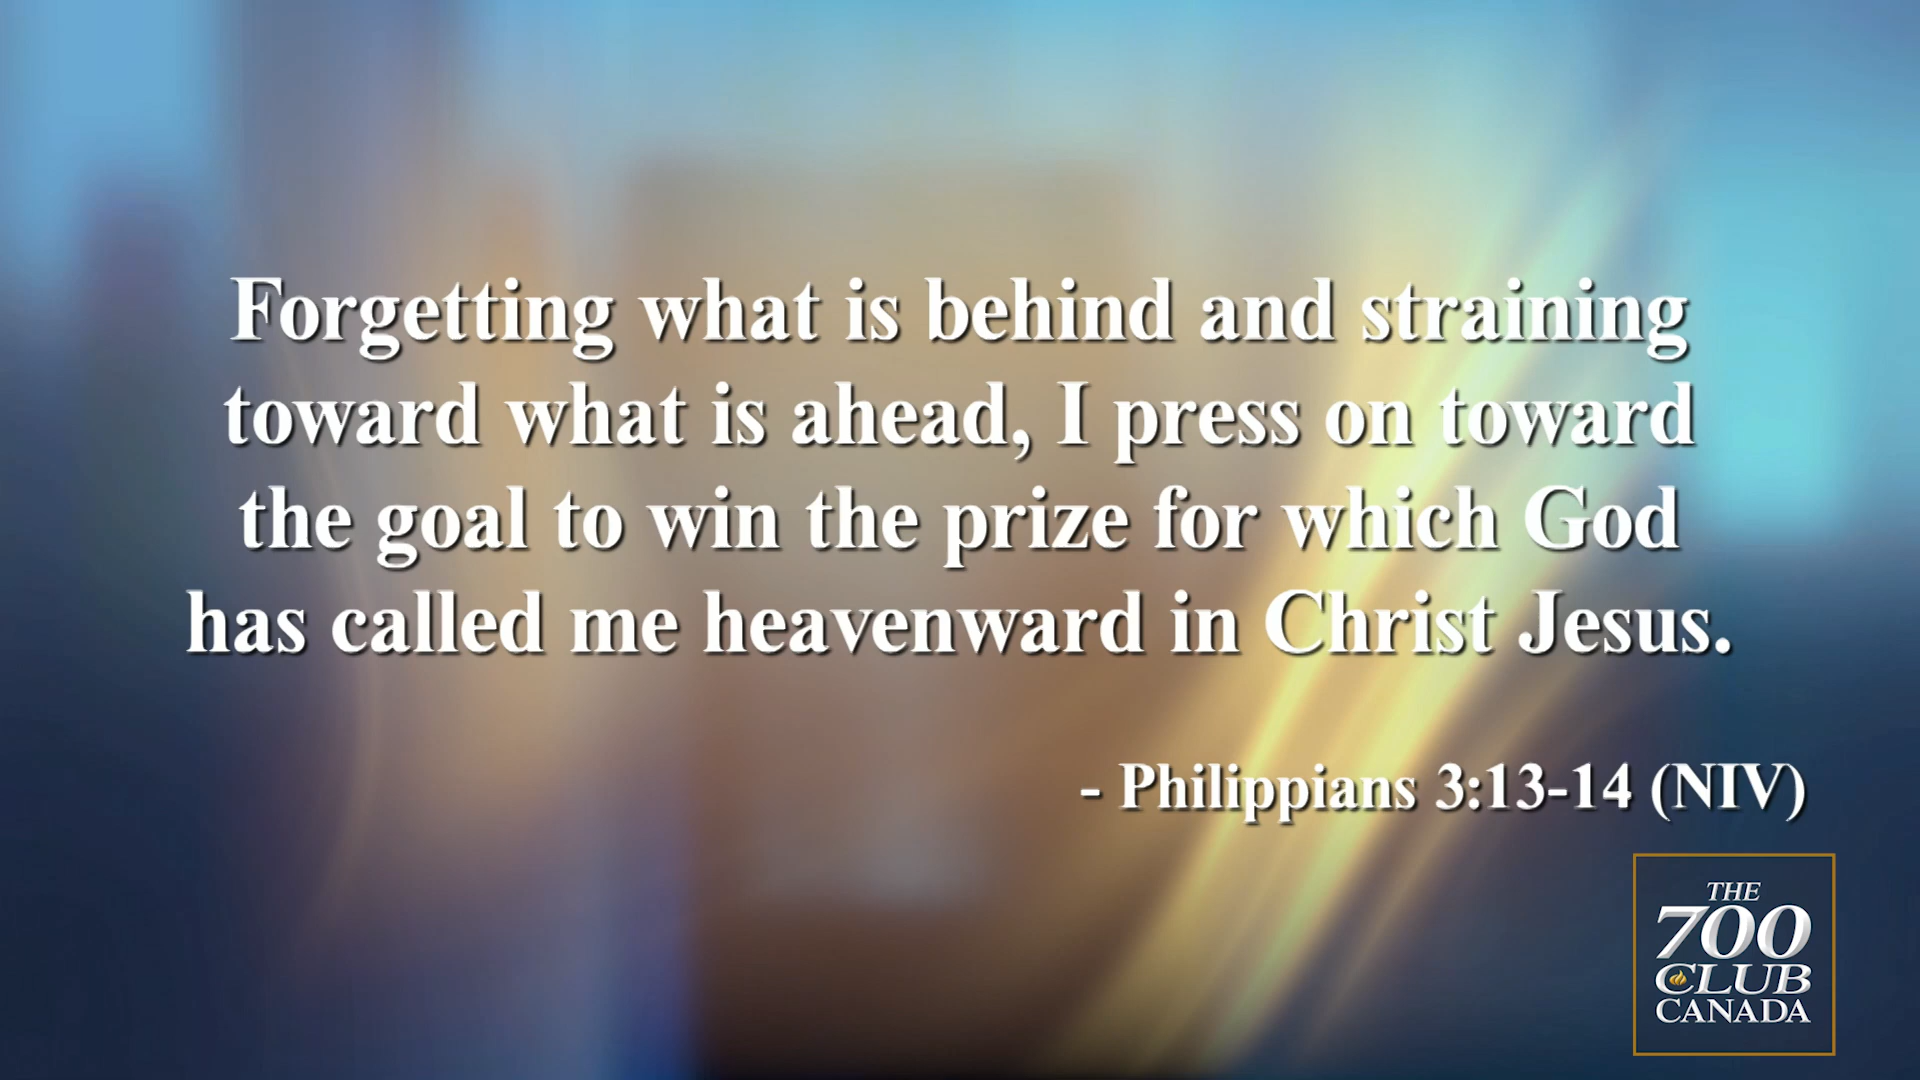 Forgetting what is behind and straining
toward what is ahead, I press on toward
the goal to win the prize for which God
has called me heavenward in Christ Jesus.
- Philippians 3:13-14 (NIV)
THE
700
CLUB
CANADA